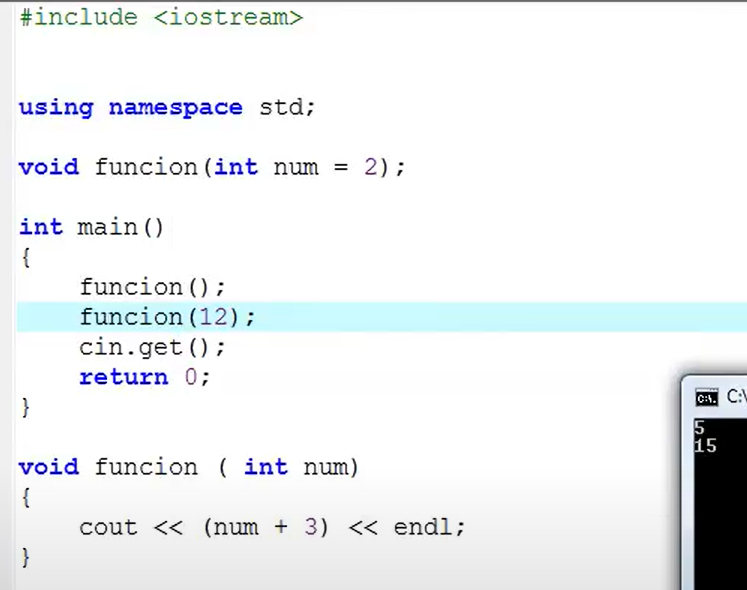 #include <iostream>
using namespace std;
void funcion(int num = 2);
int main()
{
funcion();
funcion(12);
cin.get();
return 0;
}
void funcion ( int num)
{
cout << (num + 3) << endl;
}
C:\
5
15